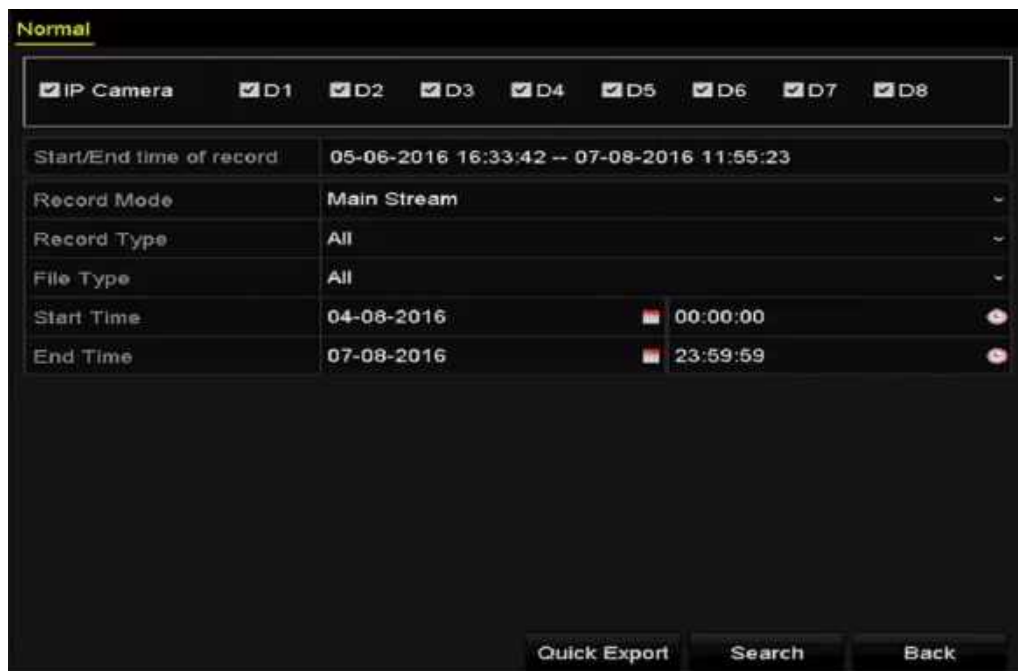 Normal
IP Camera D1 D2 D3 D4 D5 D6 D7 D8
Start/End time of record 05-06-2016 16:33:42 -- 07-08-2016 11:55:23
Record Mode Main Stream
Record Type All
File Type All
Start Time 04-08-2016 00:00:00
End Time 07-08-2016 23:59:59
Quick Export Search Back